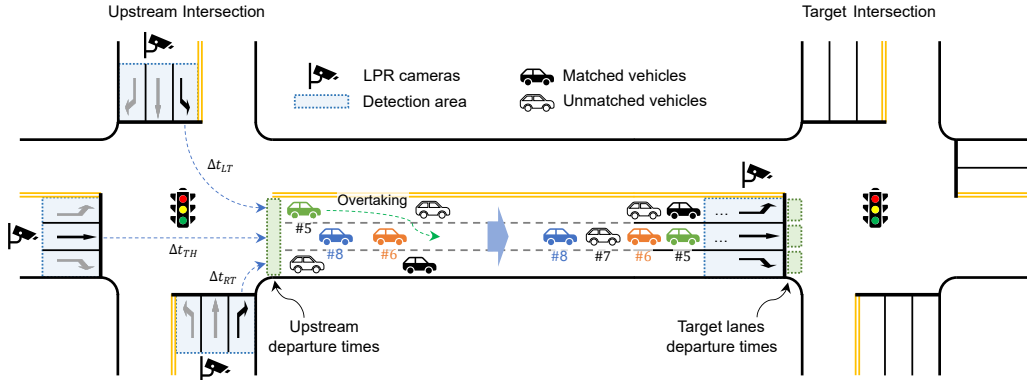 Upstream Intersection
Target Intersection
LPR cameras
Matched vehicles
Detection area
Unmatched vehicles
Δt_LT
Overtaking
#5
...
#8
#6
#8
#7
#6
#5
...
Δt_TH
Δt_RT
Upstream
departure times
Target lanes
departure times